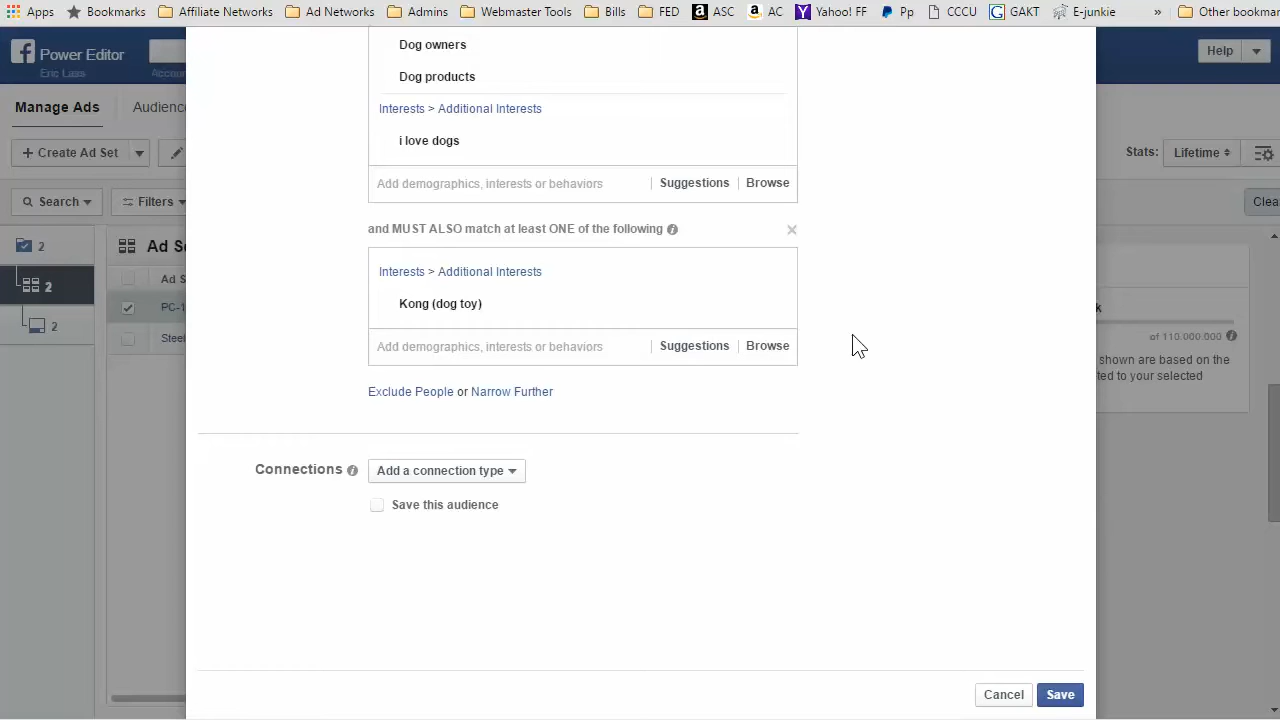 Apps Bookmarks Affiliate Networks Ad Networks Admins Webmaster Tools Bills FED ASC AC Yahoo! FF Pp CCCU GAKT E-junkie » Other bookmar
Power Editor
Help
Eric Lass
Manage Ads Audience
+ Create Ad Set
Stats: Lifetime
Search Filters
Clea
2
Ad Se
2
Ad S
PC-1
2
Steel
Dog owners
Dog products
Interests > Additional Interests
i love dogs
Add demographics, interests or behaviors Suggestions Browse
and MUST ALSO match at least ONE of the following
Interests > Additional Interests
Kong (dog toy)
Add demographics, interests or behaviors Suggestions Browse
Exclude People or Narrow Further
Connections Add a connection type
Save this audience
k
of 110,000,000
shown are based on the
ted to your selected
Cancel Save